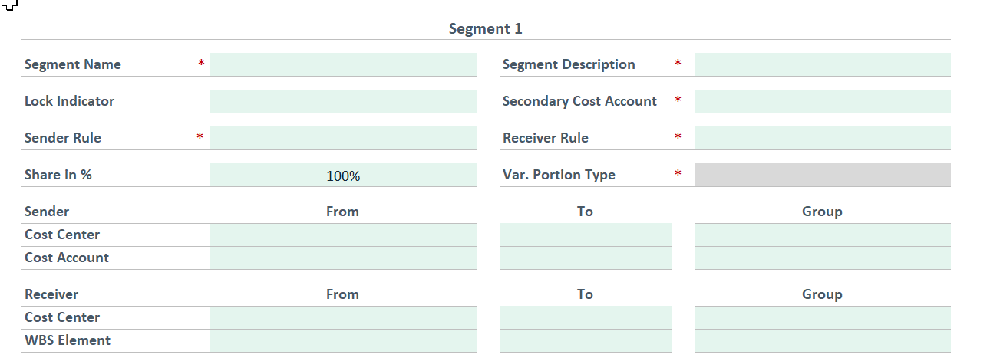 Segment 1
Segment Name * Segment Description *
Lock Indicator Secondary Cost Account *
Sender Rule * Receiver Rule *
Share in % 100% Var. Portion Type *
Sender From To Group
Cost Center
Cost Account
Receiver From To Group
Cost Center
WBS Element